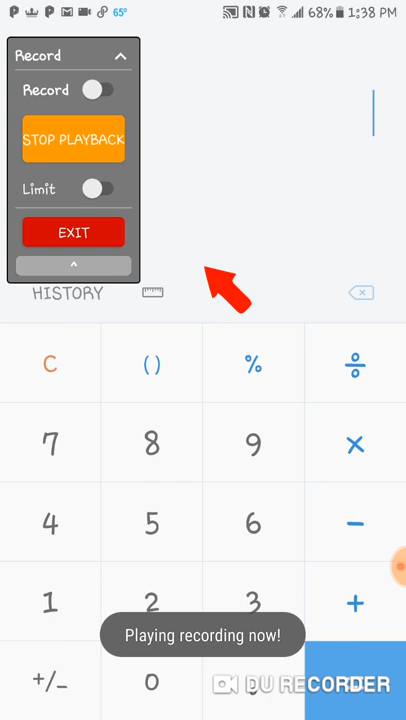 65° 68% 1:38 PM
Record
Record
STOP PLAYBACK
Limit
EXIT
^
HISTORY
C ( ) % ÷
7 8 9 ×
4 5 6 −
1 2 3 +
Playing recording now!
+/− 0
DU RECORDER